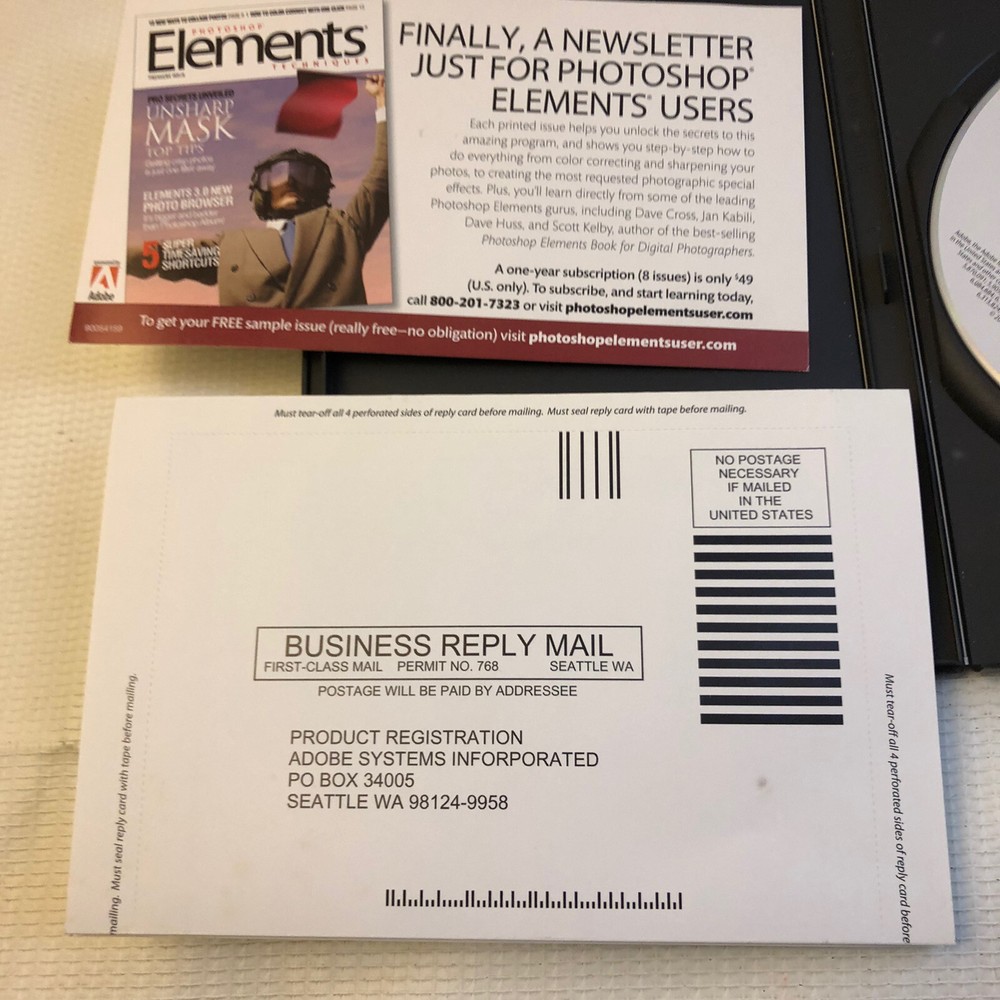 PHOTOSHOP
Elements
TECHNIQUES
PRO SECRETS UNVEILED
UNSHARP
MASK
TOP TIPS
ELEMENTS 3.0 NEW
PHOTO BROWSER
5 SUPER
TIMESAVING
SHORTCUTS
Adobe
FINALLY, A NEWSLETTER
JUST FOR PHOTOSHOP®
ELEMENTS® USERS
Each printed issue helps you unlock the secrets to this
amazing program, and shows you step-by-step how to
do everything from color correcting and sharpening your
photos, to creating the most requested photographic special
effects. Plus, you'll learn directly from some of the leading
Photoshop Elements gurus, including Dave Cross, Jan Kabili,
Dave Huss, and Scott Kelby, author of the best-selling
Photoshop Elements Book for Digital Photographers.
A one-year subscription (8 issues) is only $49
(U.S. only). To subscribe, and start learning today,
call 800-201-7323 or visit photoshopelementsuser.com
90054159
To get your FREE sample issue (really free—no obligation) visit photoshopelementsuser.com
Must tear-off all 4 perforated sides of reply card before mailing. Must seal reply card with tape before mailing.
NO POSTAGE
NECESSARY
IF MAILED
IN THE
UNITED STATES
BUSINESS REPLY MAIL
FIRST-CLASS MAIL PERMIT NO. 768 SEATTLE WA
POSTAGE WILL BE PAID BY ADDRESSEE
PRODUCT REGISTRATION
ADOBE SYSTEMS INFORPORATED
PO BOX 34005
SEATTLE WA 98124-9958
mailing. Must seal reply card with tape before mailing.
Must tear-off all 4 perforated sides of reply card before